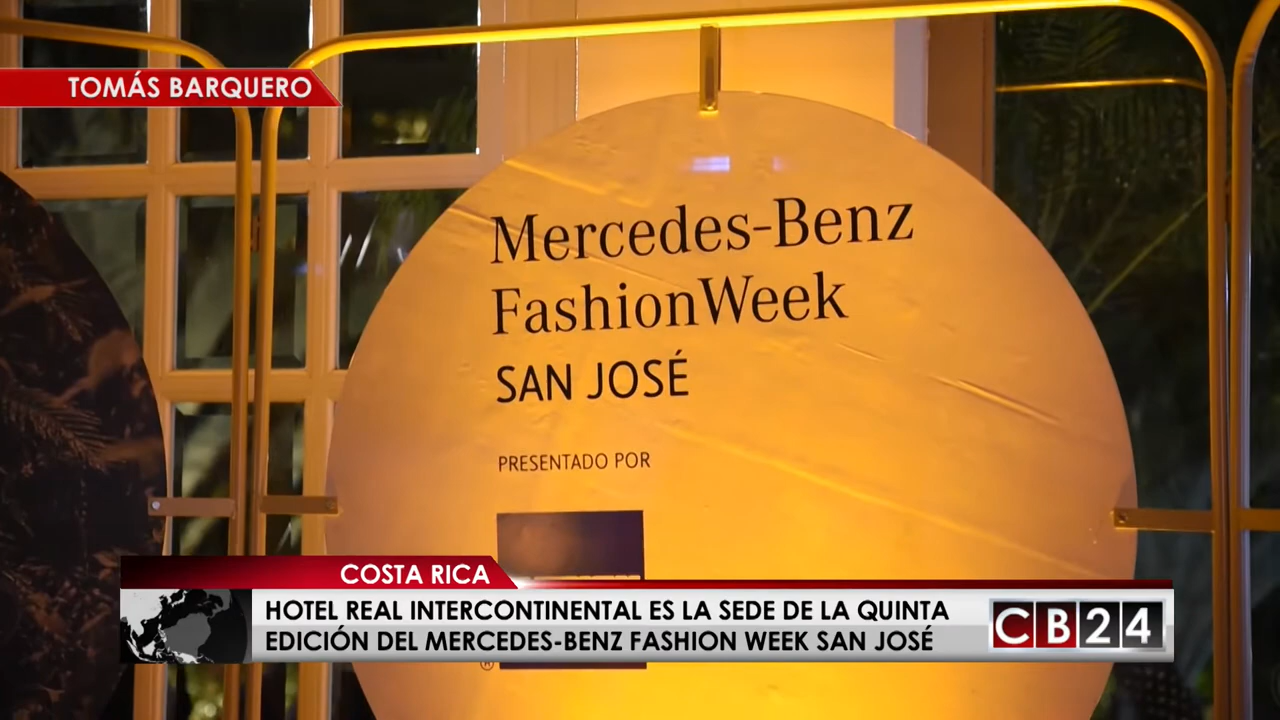 TOMÁS BARQUERO
Mercedes-Benz
FashionWeek
SAN JOSÉ
PRESENTADO POR
COSTA RICA
HOTEL REAL INTERCONTINENTAL ES LA SEDE DE LA QUINTA
EDICIÓN DEL MERCEDES-BENZ FASHION WEEK SAN JOSÉ
CB24
®